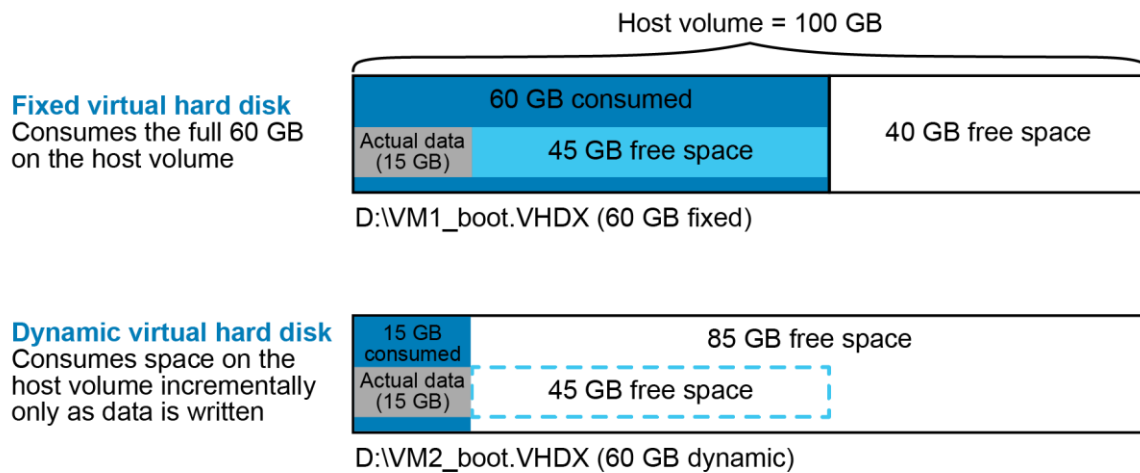 Host volume = 100 GB
Fixed virtual hard disk
Consumes the full 60 GB
on the host volume
60 GB consumed
Actual data
(15 GB)
45 GB free space
40 GB free space
D:\VM1_boot.VHDX (60 GB fixed)
Dynamic virtual hard disk
Consumes space on the
host volume incrementally
only as data is written
15 GB
consumed
85 GB free space
Actual data
(15 GB)
45 GB free space
D:\VM2_boot.VHDX (60 GB dynamic)